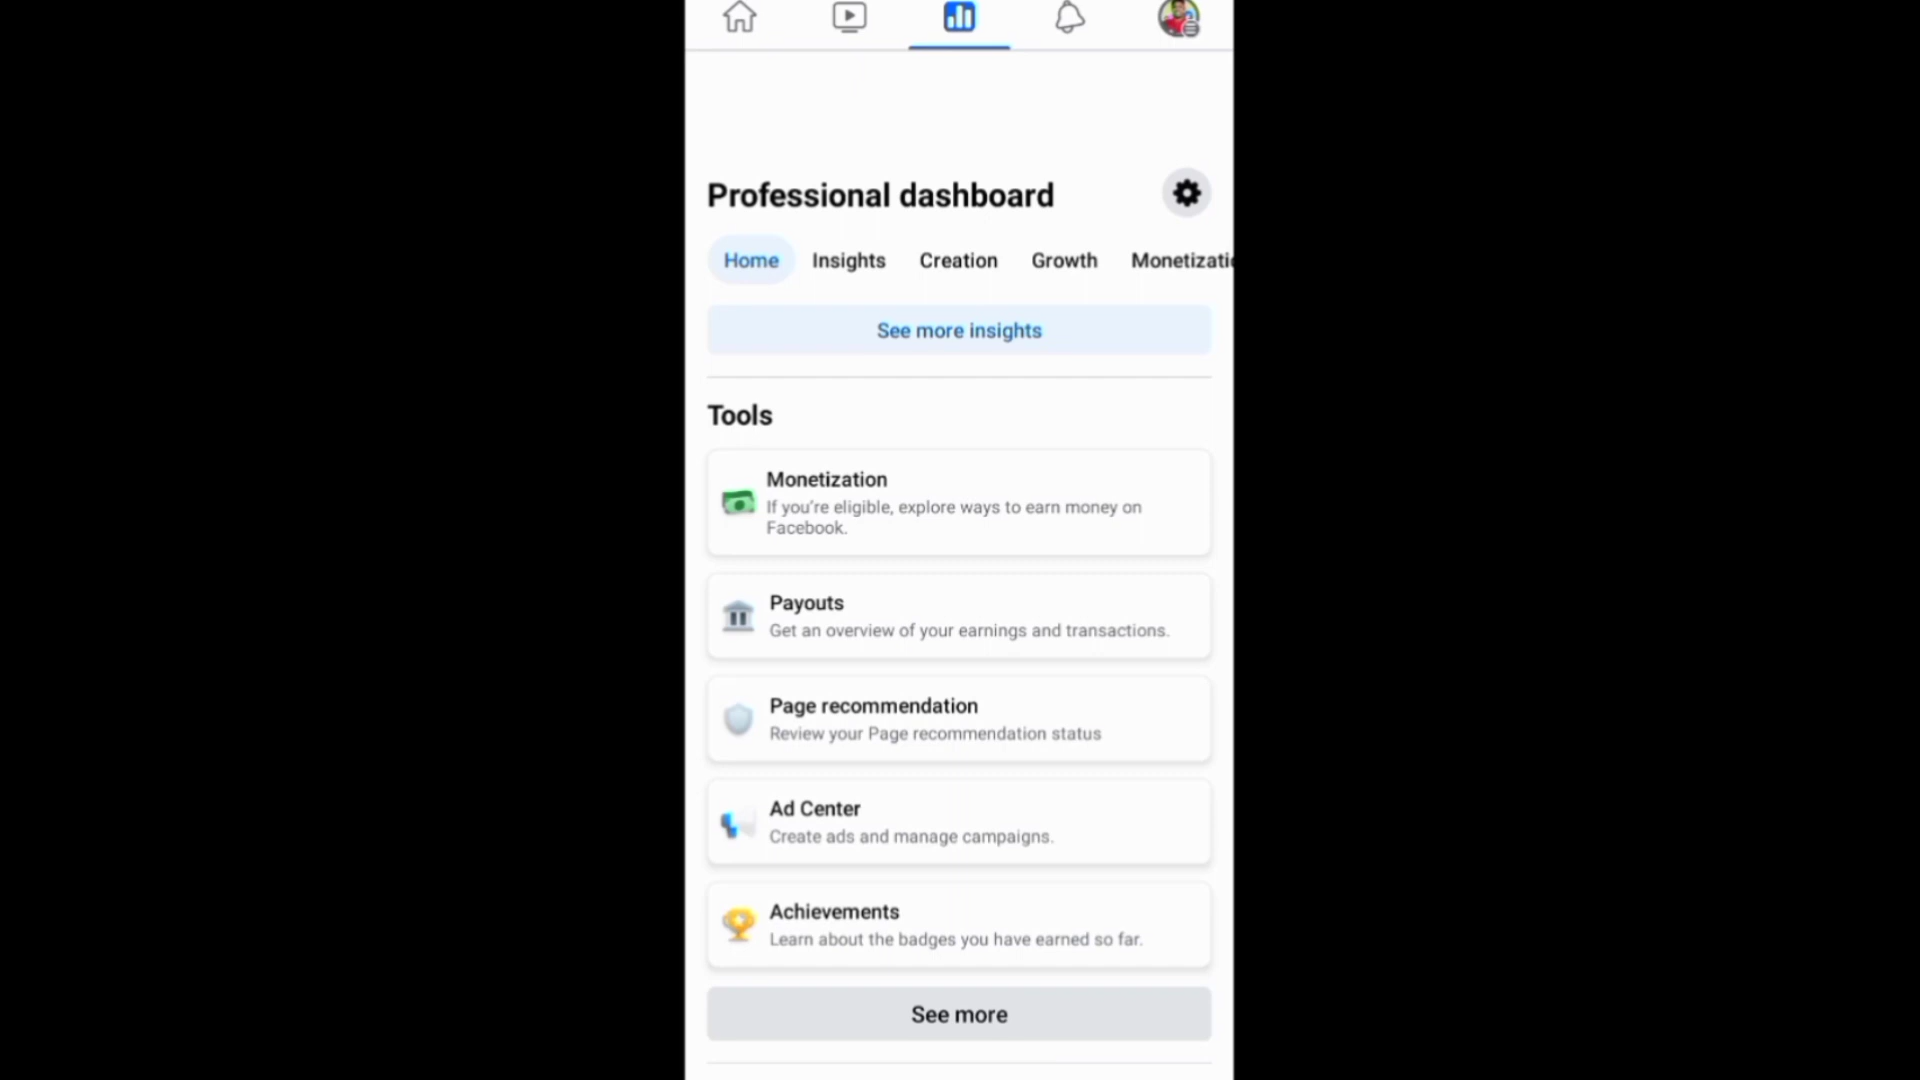 Professional dashboard
Home Insights Creation Growth Monetizatio
See more insights
Tools
Monetization
If you're eligible, explore ways to earn money on
Facebook.
Payouts
Get an overview of your earnings and transactions.
Page recommendation
Review your Page recommendation status
Ad Center
Create ads and manage campaigns.
Achievements
Learn about the badges you have earned so far.
See more